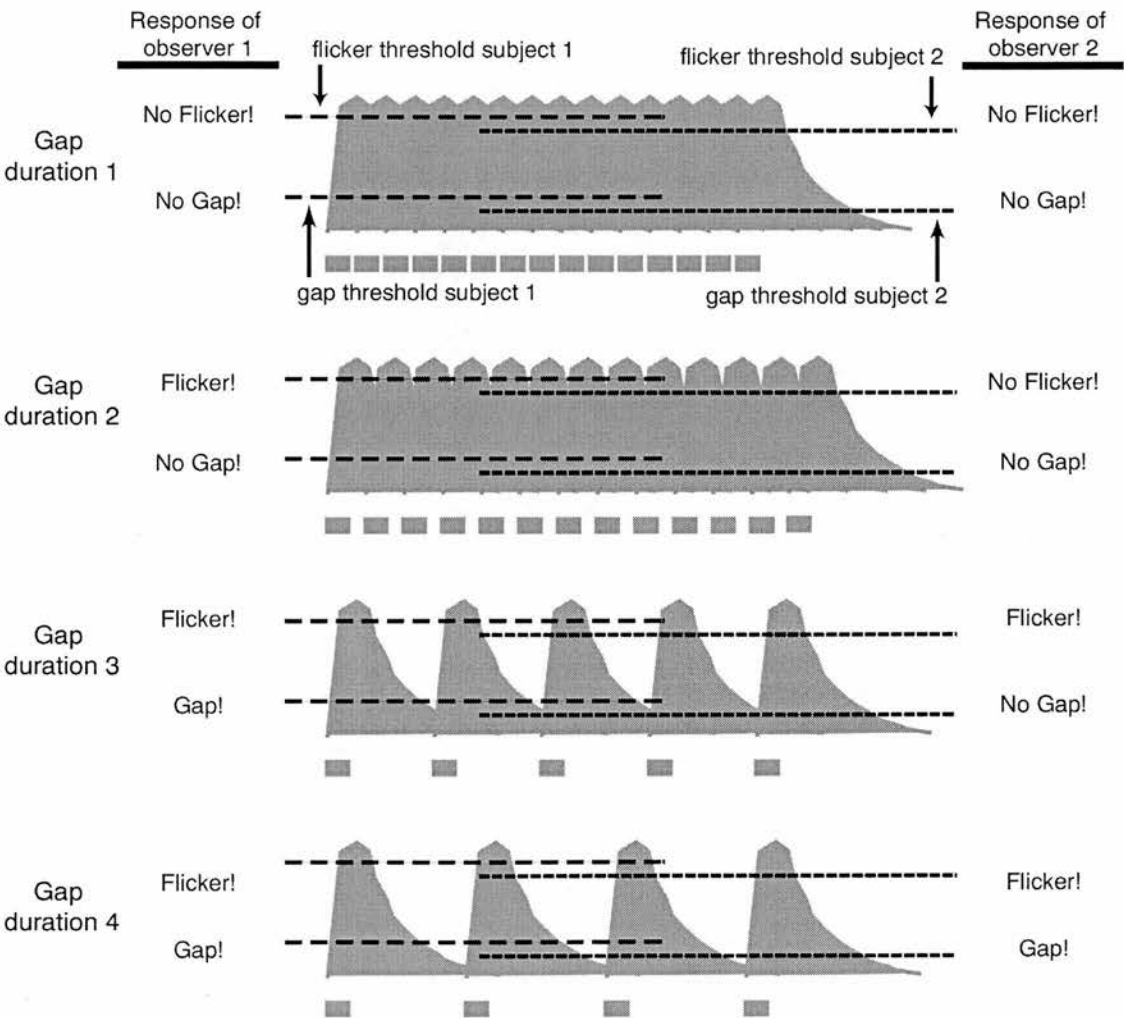 Response of
observer 1
Response of
observer 2
flicker threshold subject 1
flicker threshold subject 2
Gap
duration 1
No Flicker!
No Flicker!
No Gap!
No Gap!
gap threshold subject 1
gap threshold subject 2
Gap
duration 2
Flicker!
No Flicker!
No Gap!
No Gap!
Gap
duration 3
Flicker!
Flicker!
Gap!
No Gap!
Gap
duration 4
Flicker!
Flicker!
Gap!
Gap!